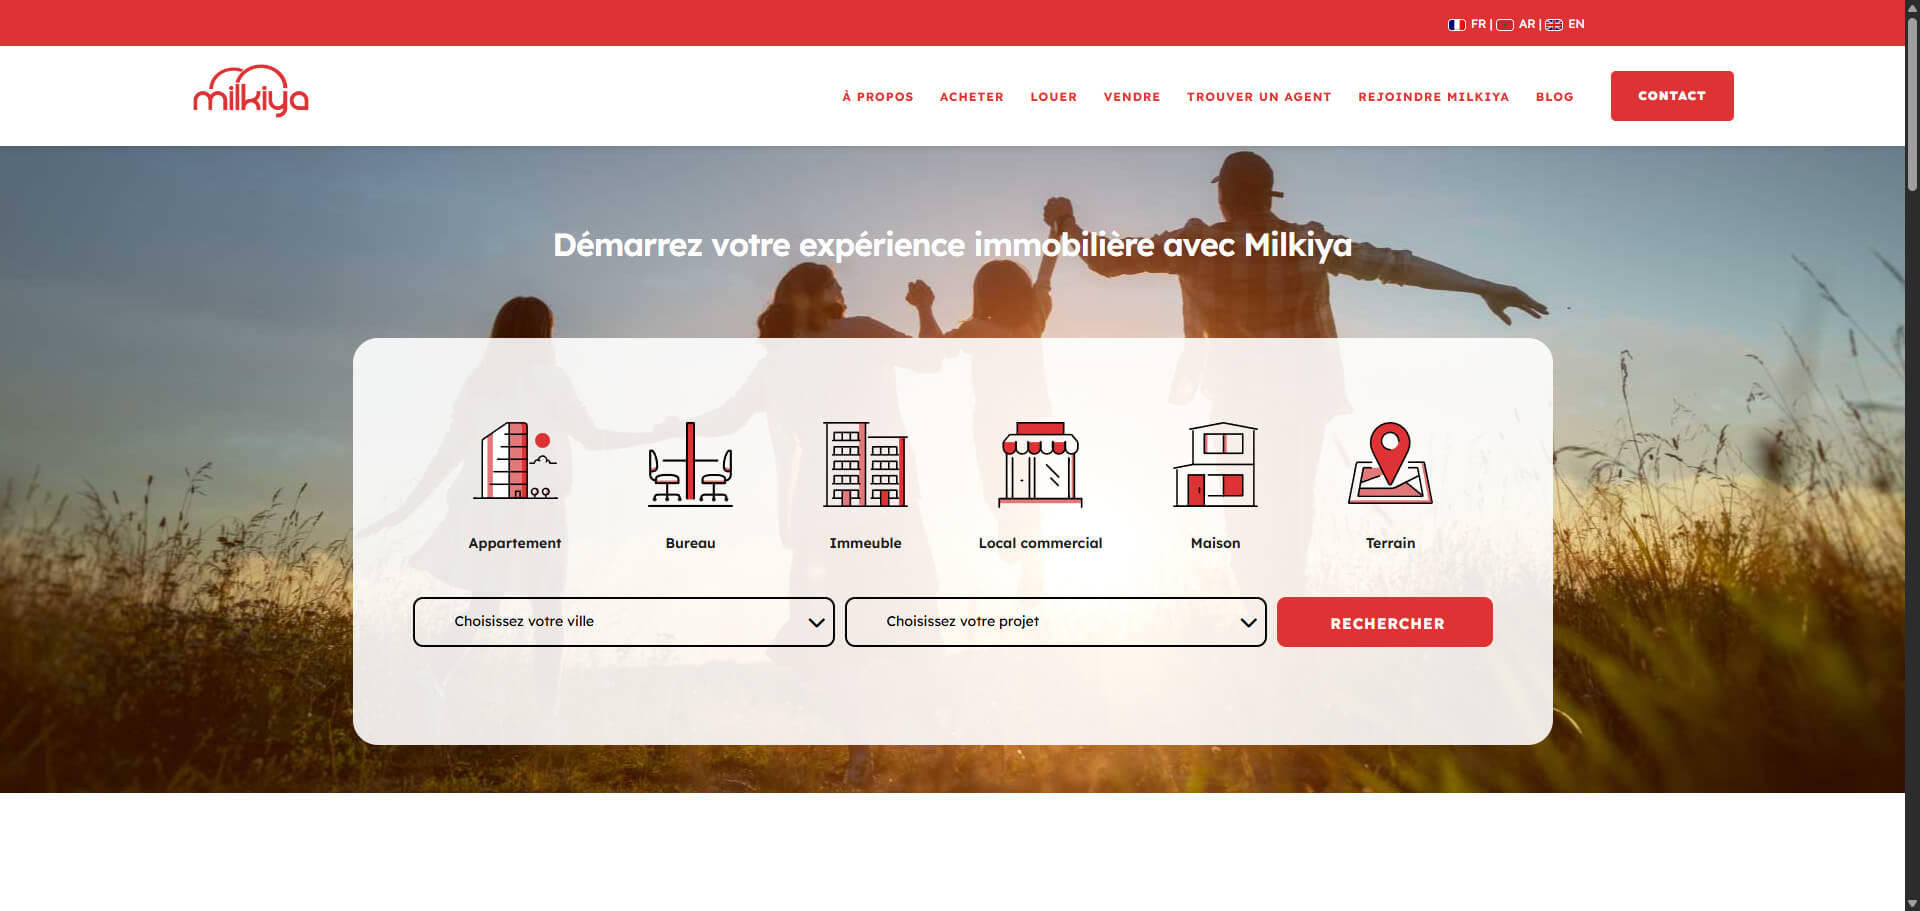 FR | AR | EN
milkiya
À PROPOS ACHETER LOUER VENDRE TROUVER UN AGENT REJOINDRE MILKIYA BLOG CONTACT
Démarrez votre expérience immobilière avec Milkiya
Appartement Bureau Immeuble Local commercial Maison Terrain
Choisissez votre ville Choisissez votre projet RECHERCHER